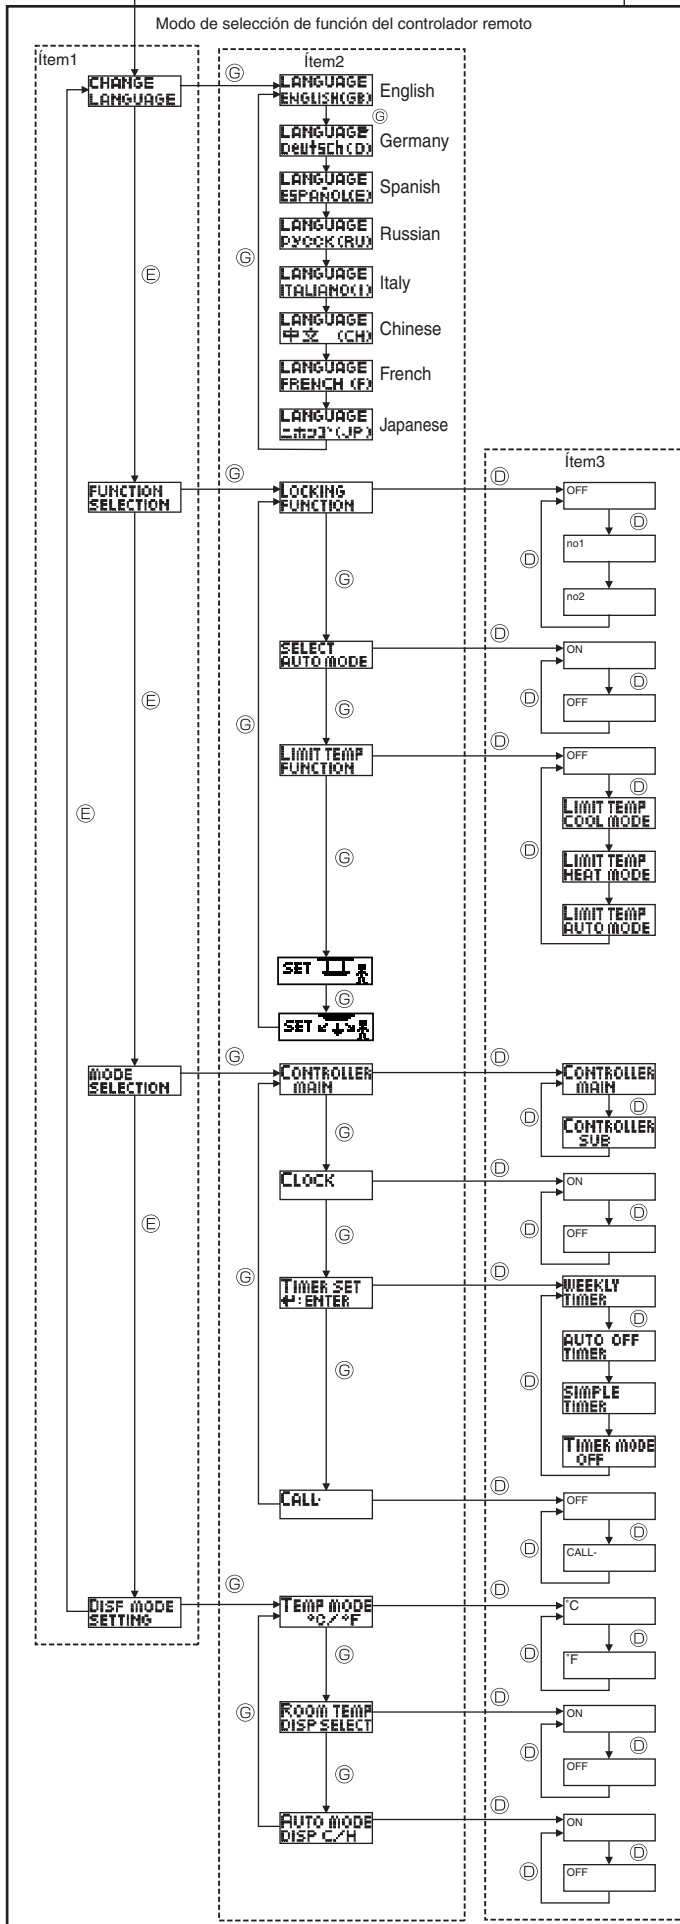 Modo de selección de función del controlador remoto
Ítem1
Ítem2
CHANGE
LANGUAGE
Ⓖ
LANGUAGE
ENGLISH(GB)
English
Ⓖ
LANGUAGE
Deutsch(D)
Germany
LANGUAGE
ESPAÑOL(E)
Spanish
LANGUAGE
РУССК(RU)
Russian
Ⓖ
Ⓔ
LANGUAGE
ITALIANO(I)
Italy
LANGUAGE
中文 (CH)
Chinese
LANGUAGE
FRENCH (F)
French
LANGUAGE
ニホンゴ(JP)
Japanese
Ítem3
FUNCTION
SELECTION
Ⓖ
LOCKING
FUNCTION
Ⓓ
OFF
Ⓓ
no1
Ⓓ
no2
SELECT
AUTO MODE
Ⓓ
ON
Ⓓ
Ⓓ
OFF
Ⓔ
Ⓖ
Ⓖ
LIMIT TEMP
FUNCTION
Ⓓ
OFF
Ⓓ
LIMIT TEMP
COOL MODE
Ⓔ
Ⓖ
Ⓓ
LIMIT TEMP
HEAT MODE
LIMIT TEMP
AUTO MODE
SET
Ⓖ
SET
MODE
SELECTION
Ⓖ
CONTROLLER
MAIN
Ⓓ
CONTROLLER
MAIN
Ⓓ
Ⓓ
CONTROLLER
SUB
Ⓖ
CLOCK
Ⓓ
ON
Ⓓ
Ⓓ
OFF
Ⓔ
Ⓖ
Ⓖ
TIMER SET
↵:ENTER
Ⓓ
WEEKLY
TIMER
Ⓓ
AUTO OFF
TIMER
Ⓖ
Ⓓ
SIMPLE
TIMER
TIMER MODE
OFF
CALL-
Ⓓ
OFF
Ⓓ
Ⓓ
CALL-
DISP MODE
SETTING
Ⓖ
TEMP MODE
°C/°F
Ⓓ
°C
Ⓓ
Ⓓ
°F
Ⓖ
Ⓖ
ROOM TEMP
DISP SELECT
Ⓓ
ON
Ⓓ
Ⓓ
OFF
Ⓖ
AUTO MODE
DISP C/H
Ⓓ
ON
Ⓓ
Ⓓ
OFF